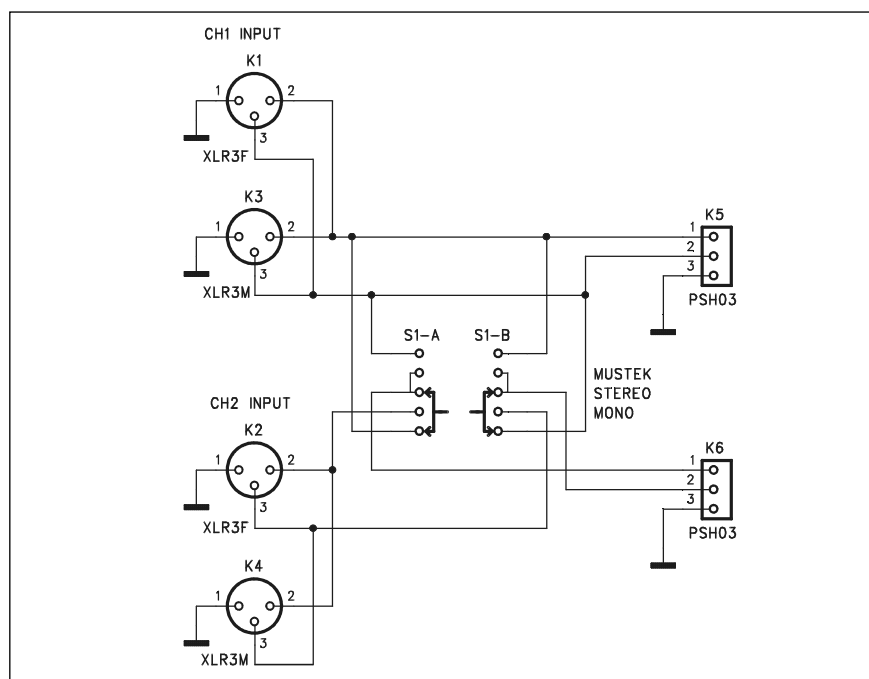 CH1 INPUT
K1
1
2
3
XLR3F
K3
1
2
3
XLR3M
K5
1
2
3
PSH03
S1-A
S1-B
MUSTEK
STEREO
MONO
CH2 INPUT
K2
1
2
3
XLR3F
K6
1
2
3
PSH03
K4
1
2
3
XLR3M